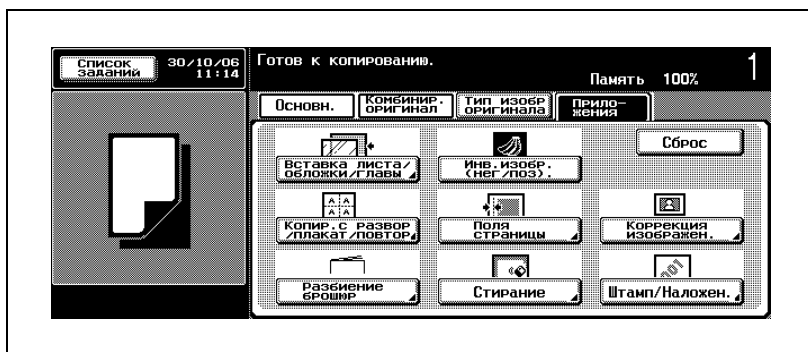 Список
заданий
30/10/06
11:14
Готов к копированию.
Память 100%
1
Основн.
Комбинир.
оригинал
Тип изобр
оригинала
Прило-
жения
Вставка листа/
обложки/главы
Инв.изобр.
(нег/поз).
Сброс
Копир.с развор
/плакат/повтор
Поля
страницы
Коррекция
изображен.
Разбиение
брошюр
Стирание
Штамп/Наложен.
A A
A A
001